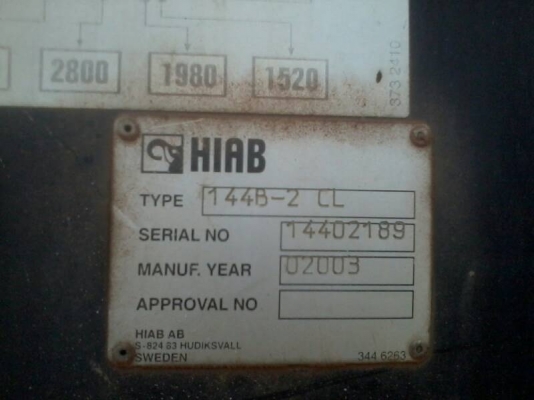 2800 1980 1520
373 2410
HIAB
TYPE 144B-2 CL
SERIAL NO 14402189
MANUF. YEAR 02003
APPROVAL NO
HIAB AB
S-824 83 HUDIKSVALL
SWEDEN 344 6263